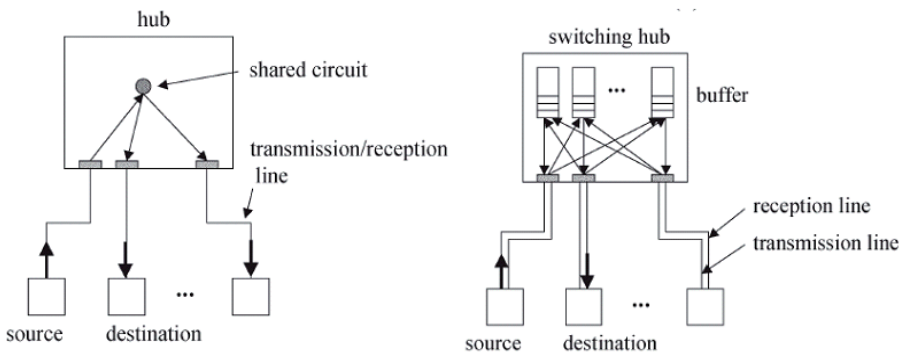 hub
shared circuit
transmission/reception
line
source
destination
...
switching hub
...
buffer
reception line
transmission line
source
destination
...